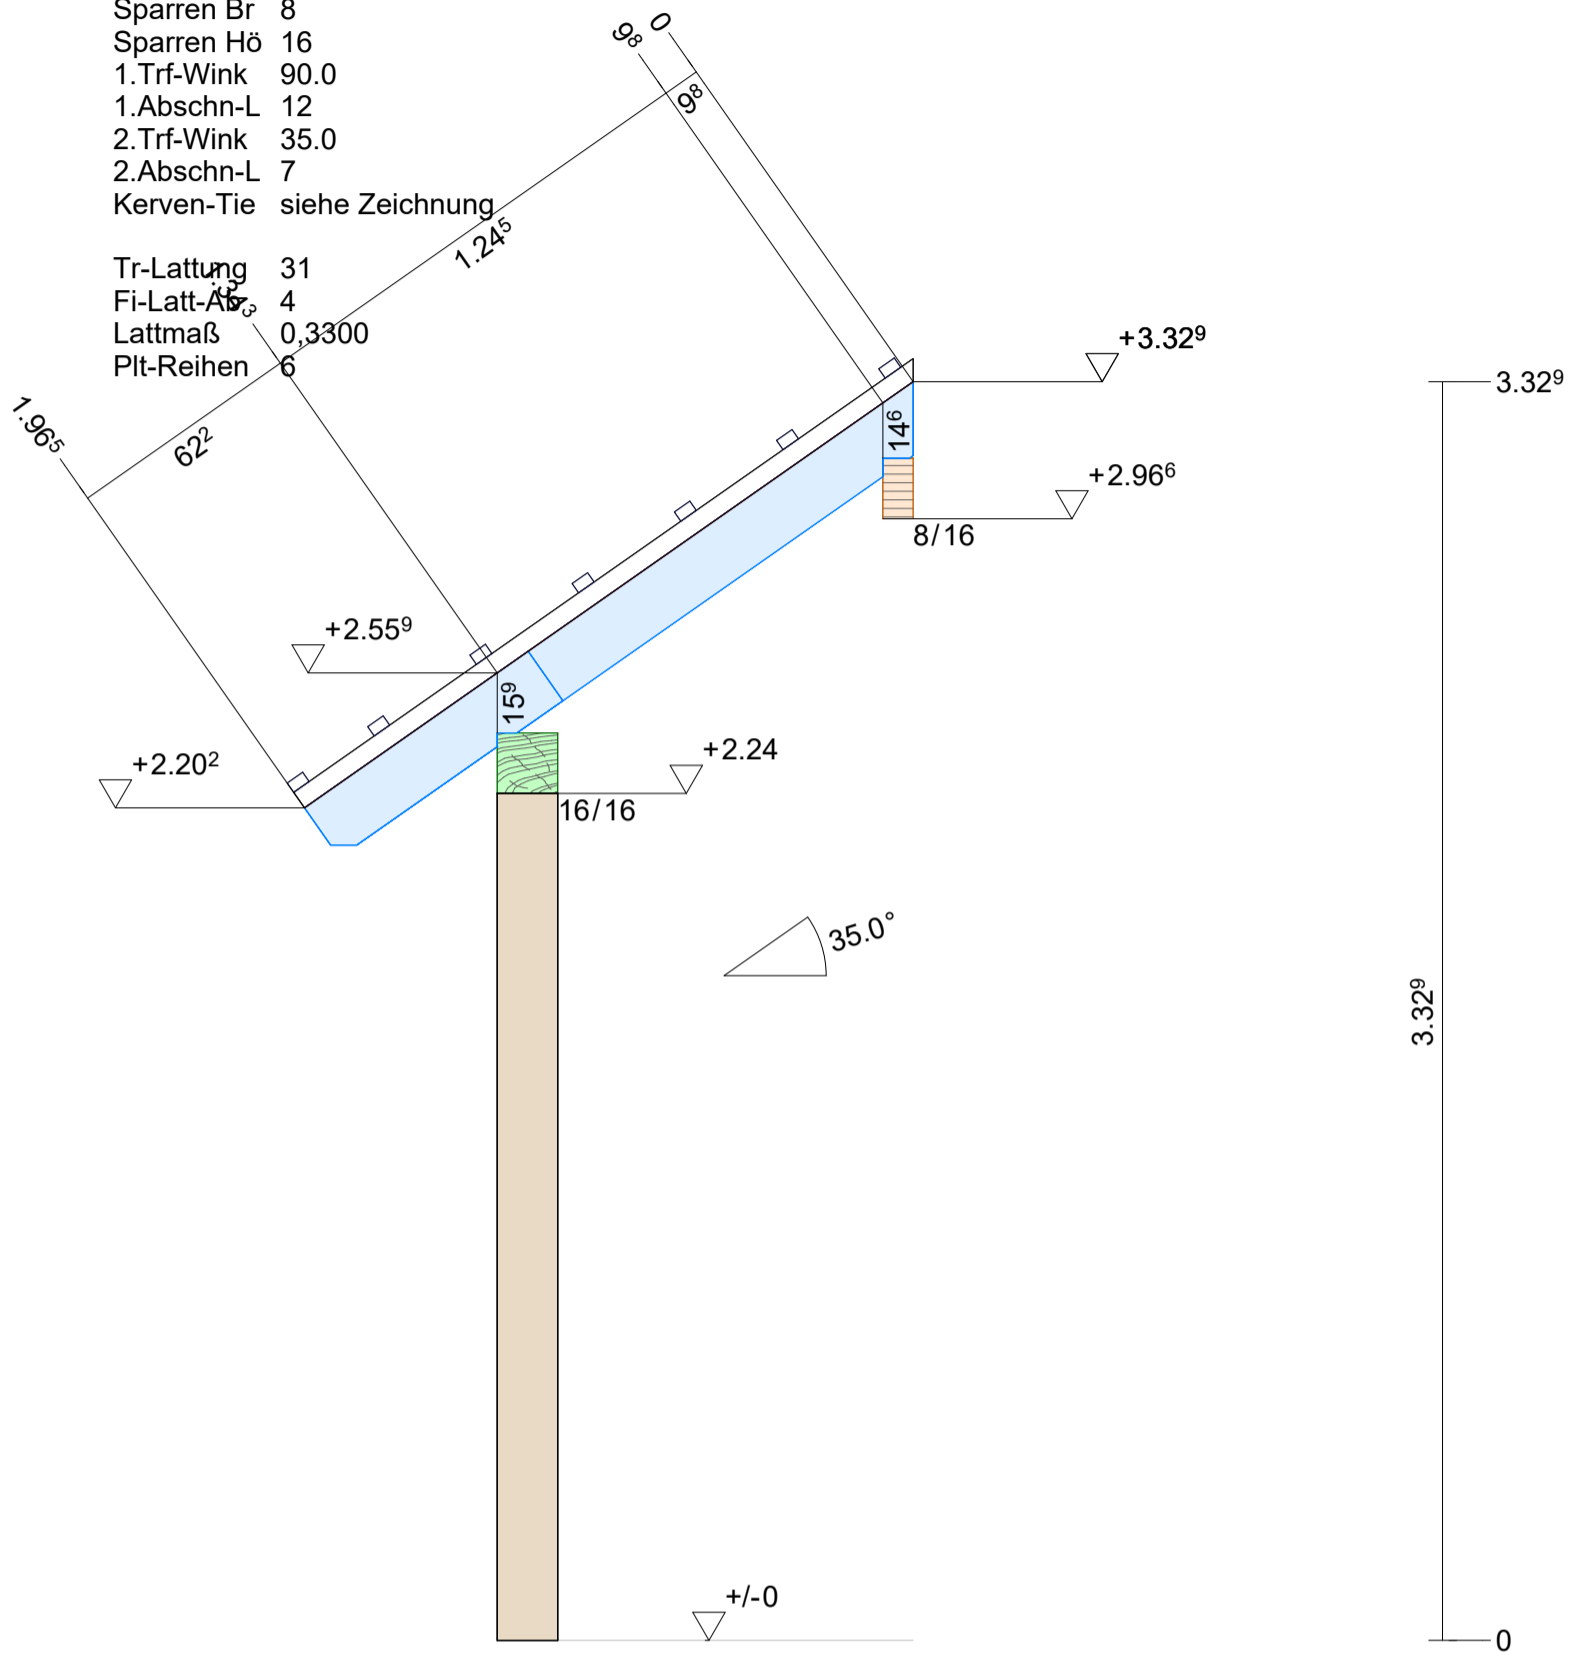 Sparren Br 8
Sparren Hö 16
1.Trf-Wink 90.0
1.Abschn-L 12
2.Trf-Wink 35.0
2.Abschn-L 7
Kerven-Tie siehe Zeichnung
Tr-Lattung 31
Fi-Latt-Ab 4
Lattmaß 0,3300
Plt-Reihen 6
0
9⁸
9⁸
1.24⁵
62²
1.96⁵
1.34³
+3.32⁹
3.32⁹
14⁶
+2.96⁶
8/16
+2.55⁹
15⁹
+2.20²
+2.24
16/16
35.0°
3.32⁹
+/-0
0